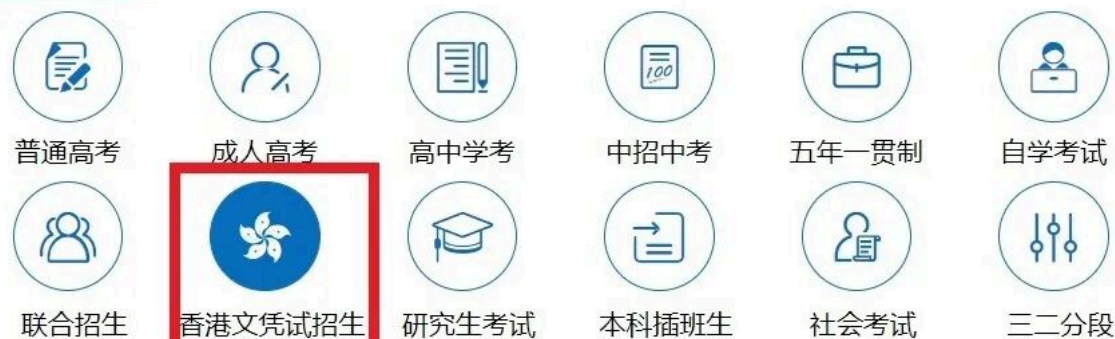 100
普通高考 成人高考 高中学考 中招中考 五年一贯制 自学考试
联合招生 香港文凭试招生 研究生考试 本科插班生 社会考试 三二分段